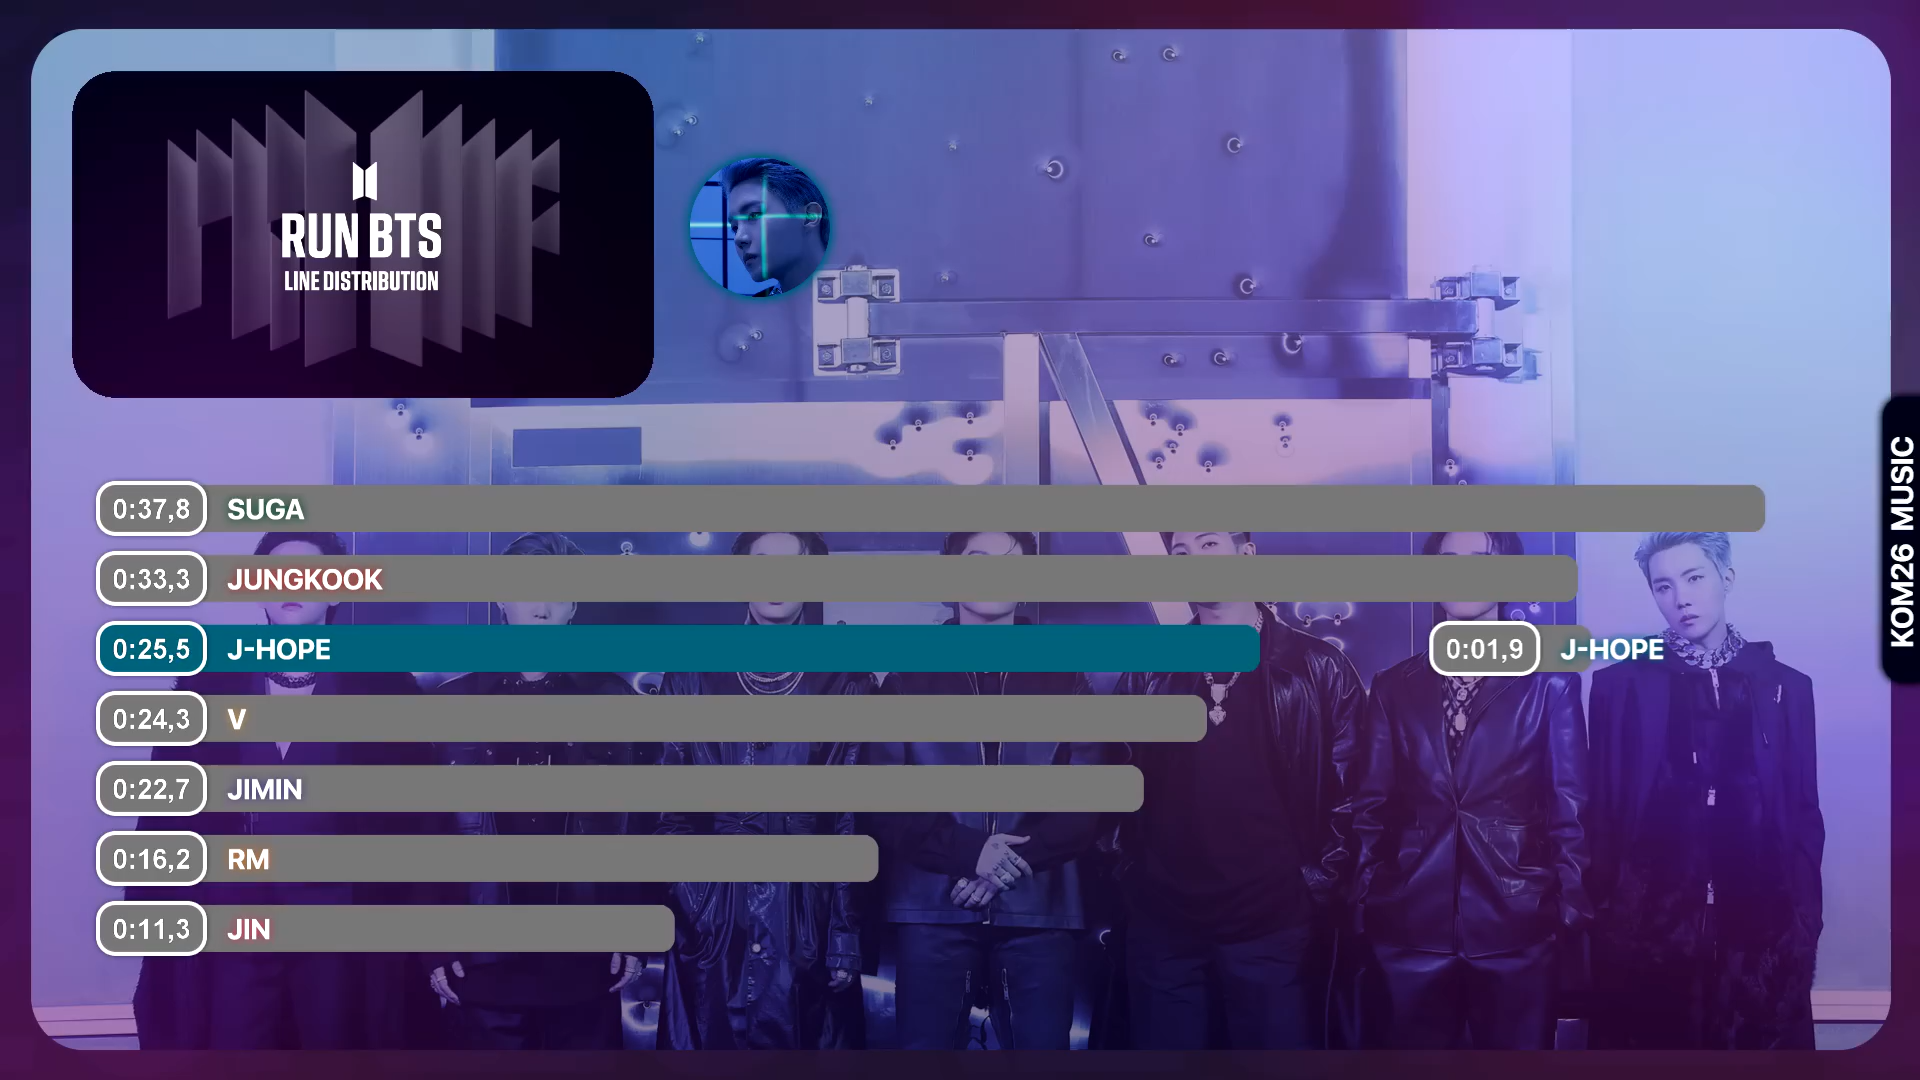 RUN BTS
LINE DISTRIBUTION
0:37,8 SUGA
0:33,3 JUNGKOOK
0:25,5 J-HOPE
0:01,9 J-HOPE
0:24,3 V
0:22,7 JIMIN
0:16,2 RM
0:11,3 JIN
KOM26 MUSIC